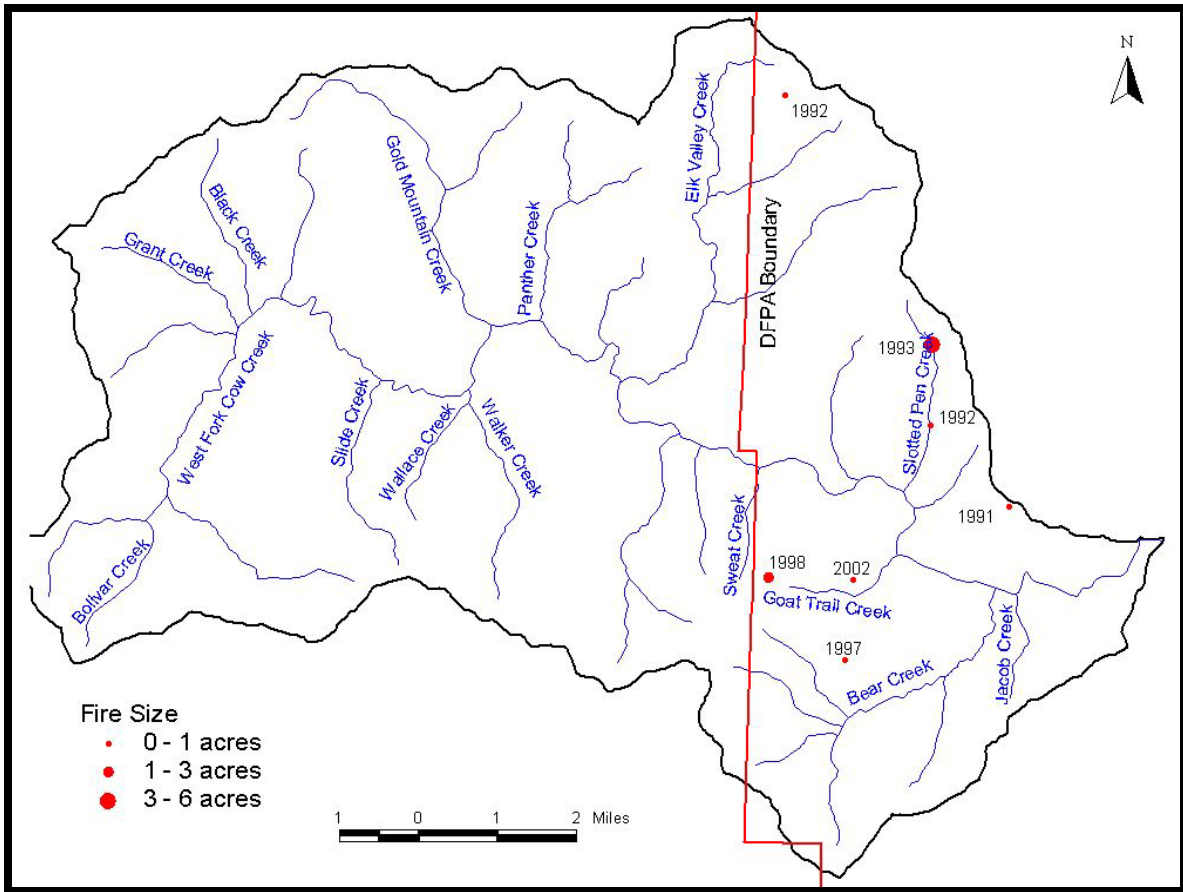 N
1992
Elk Valley Creek
Gold Mountain Creek
Black Creek
Panther Creek
Grant Creek
DFPA Boundary
1993
Slotted Pen Creek
West Fork Cow Creek
1992
Slide Creek
Wallace Creek
Walker Creek
1991
Sweat Creek
1998
2002
Bolivar Creek
Goat Trail Creek
1997
Bear Creek
Jacob Creek
Fire Size
0 - 1 acres
1 - 3 acres
3 - 6 acres
1 0 1 2 Miles